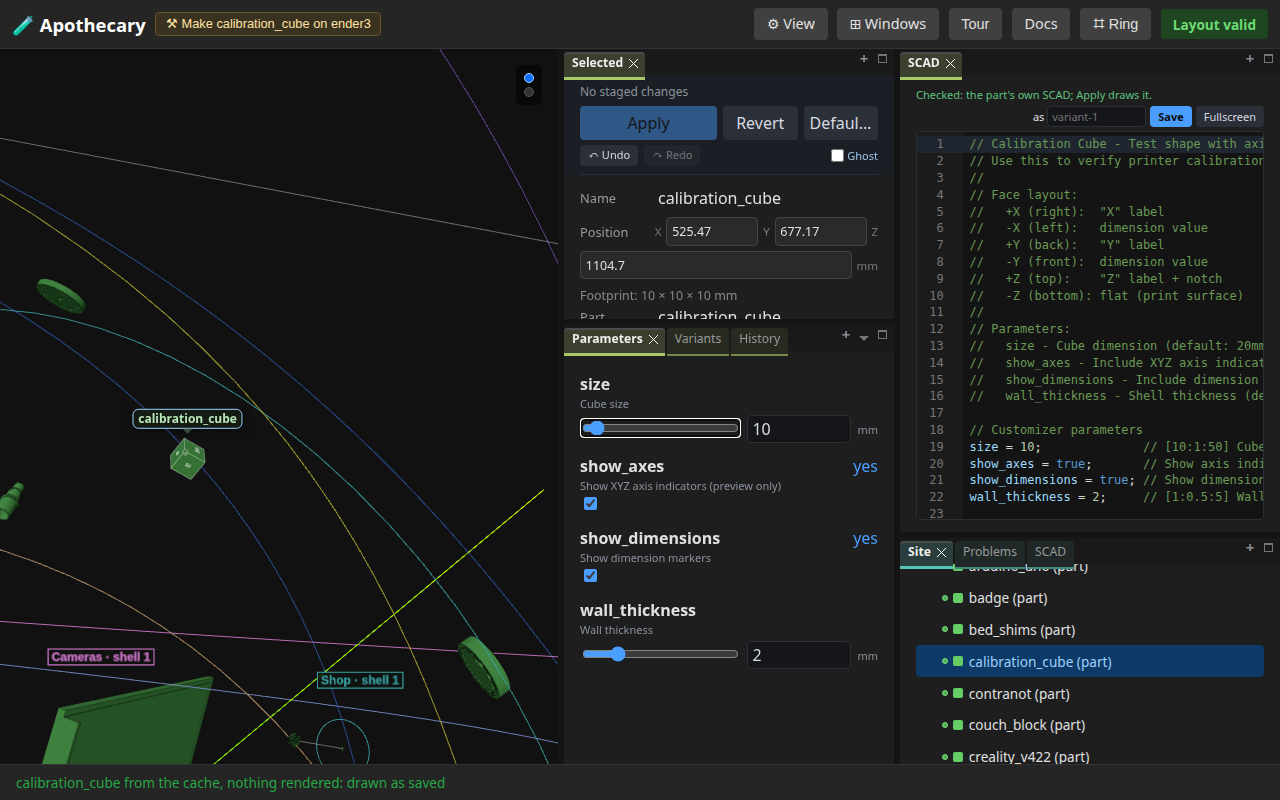 Apothecary
Make calibration_cube on ender3
View
Windows
Tour
Docs
Ring
Layout valid
calibration_cube
Cameras · shell 1
Shop · shell 1
Selected
No staged changes
Apply
Revert
Defaul...
Undo
Redo
Ghost
Name calibration_cube
Position X 525.47 Y 677.17 Z
1104.7 mm
Footprint: 10 × 10 × 10 mm
Part calibration_cube
Parameters
Variants
History
size
Cube size
10 mm
show_axes yes
Show XYZ axis indicators (preview only)
show_dimensions yes
Show dimension markers
wall_thickness
Wall thickness
2 mm
SCAD
Checked: the part's own SCAD; Apply draws it.
as variant-1 Save Fullscreen
1 // Calibration Cube - Test shape with axi
2 // Use this to verify printer calibration
3 //
4 // Face layout:
5 //   +X (right):  "X" label
6 //   -X (left):   dimension value
7 //   +Y (back):   "Y" label
8 //   -Y (front):  dimension value
9 //   +Z (top):    "Z" label + notch
10 //   -Z (bottom): flat (print surface)
11 //
12 // Parameters:
13 //   size - Cube dimension (default: 20mm
14 //   show_axes - Include XYZ axis indicat
15 //   show_dimensions - Include dimension
16 //   wall_thickness - Shell thickness (de
17
18 // Customizer parameters
19 size = 10;              // [10:1:50] Cube
20 show_axes = true;       // Show axis indi
21 show_dimensions = true; // Show dimension
22 wall_thickness = 2;     // [1:0.5:5] Wall
23
Site
Problems
SCAD
arduino_uno (part)
badge (part)
bed_shims (part)
calibration_cube (part)
contranot (part)
couch_block (part)
creality_v422 (part)
calibration_cube from the cache, nothing rendered: drawn as saved